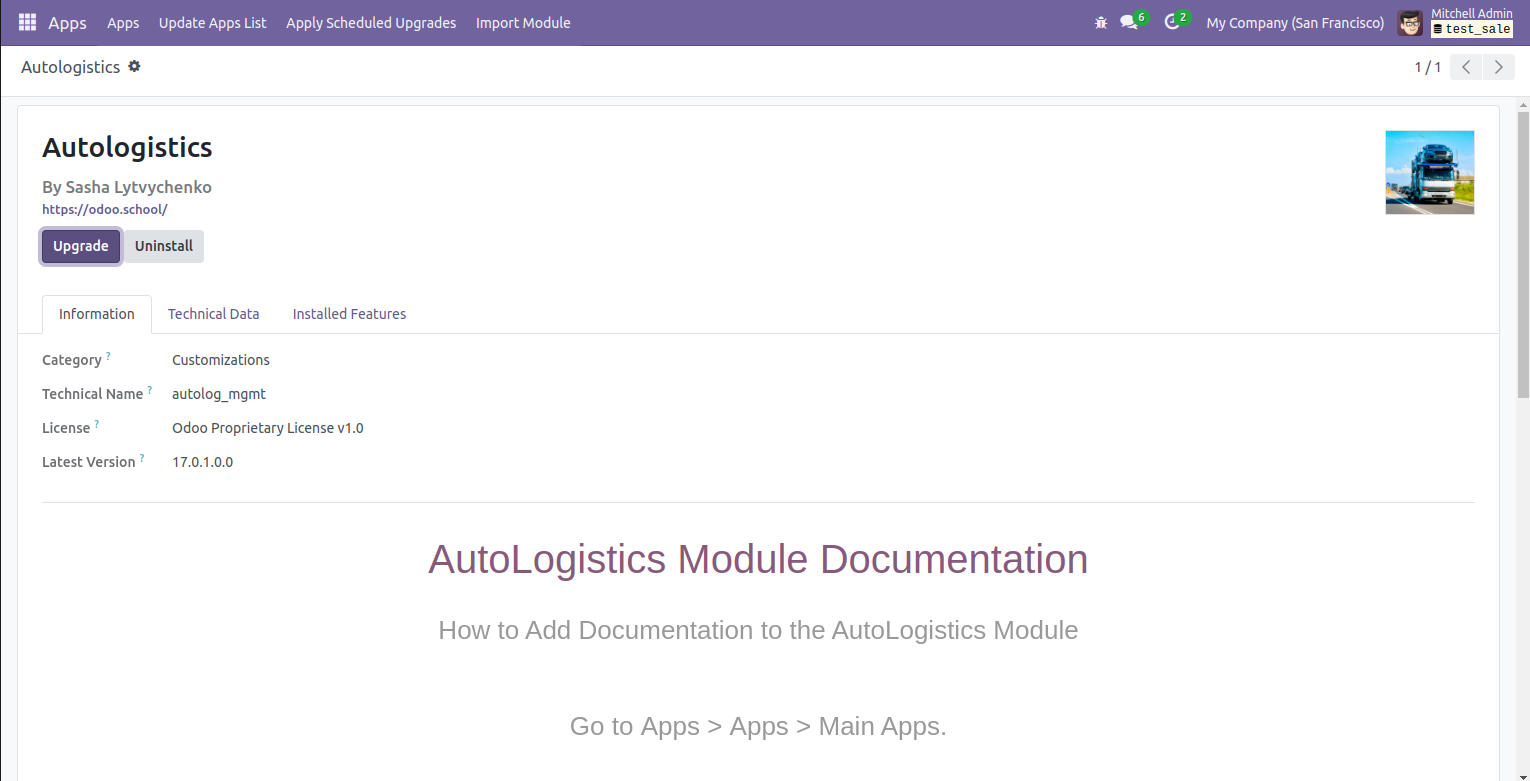 Apps Apps Update Apps List Apply Scheduled Upgrades Import Module 6 2 My Company (San Francisco) Mitchell Admin
test_sale
Autologistics 1 / 1
Autologistics
By Sasha Lytvychenko
https://odoo.school/
Upgrade Uninstall
Information Technical Data Installed Features
Category ? Customizations
Technical Name ? autolog_mgmt
License ? Odoo Proprietary License v1.0
Latest Version ? 17.0.1.0.0
AutoLogistics Module Documentation
How to Add Documentation to the AutoLogistics Module
Go to Apps > Apps > Main Apps.